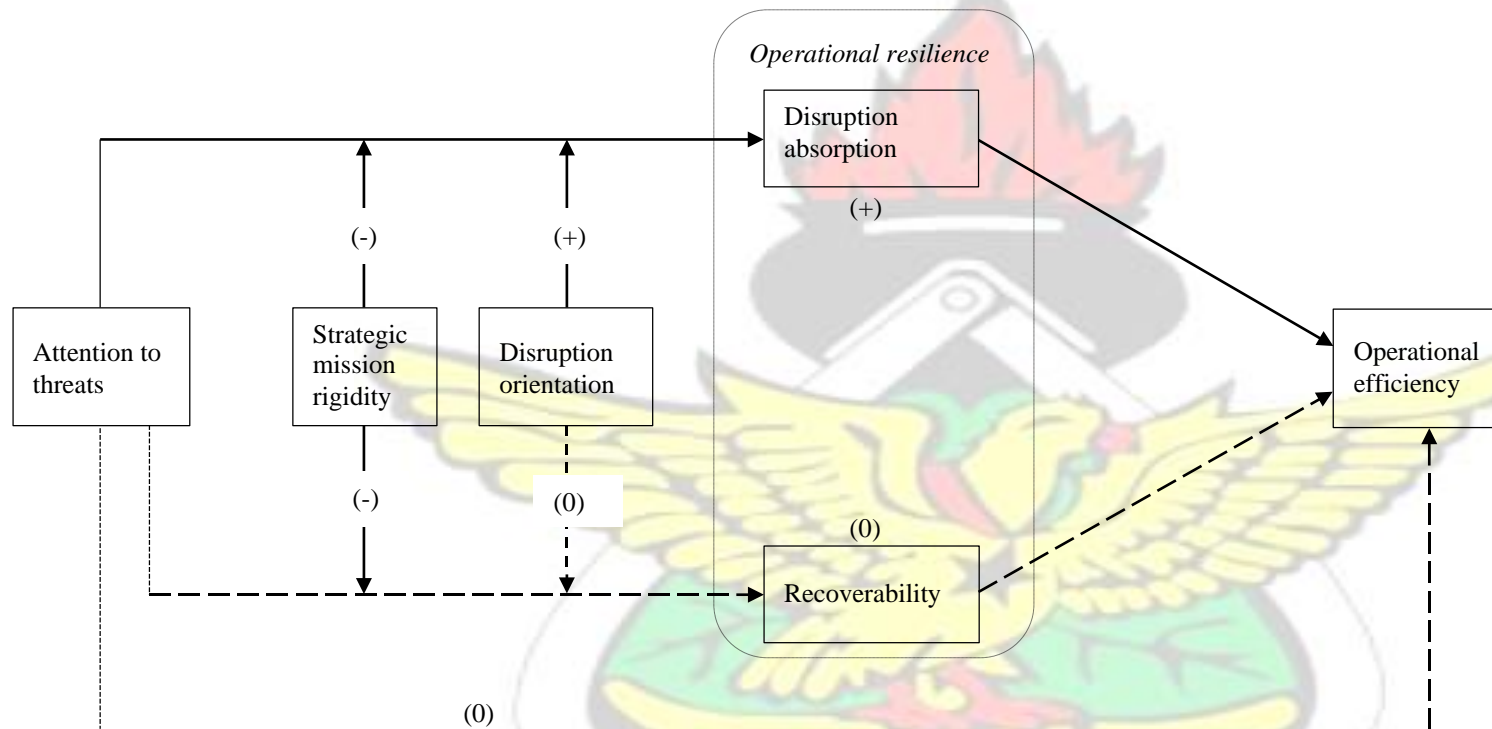 Operational resilience
Disruption
absorption
(+)
(-)
(+)
Attention to
threats
Strategic
mission
rigidity
Disruption
orientation
Operational
efficiency
(-)
(0)
(0)
Recoverability
(0)